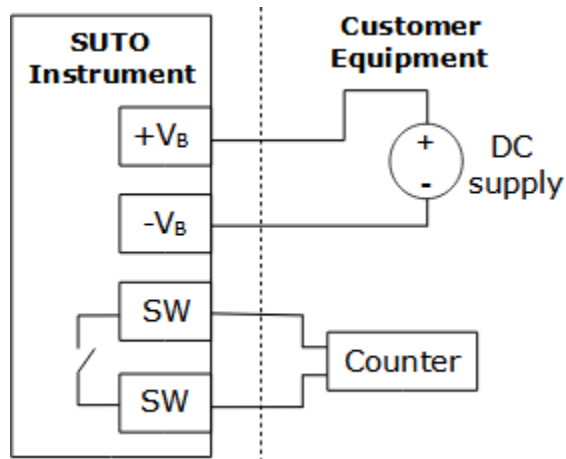 SUTO
Instrument
Customer
Equipment
+VB
+
-
DC
supply
-VB
SW
Counter
SW